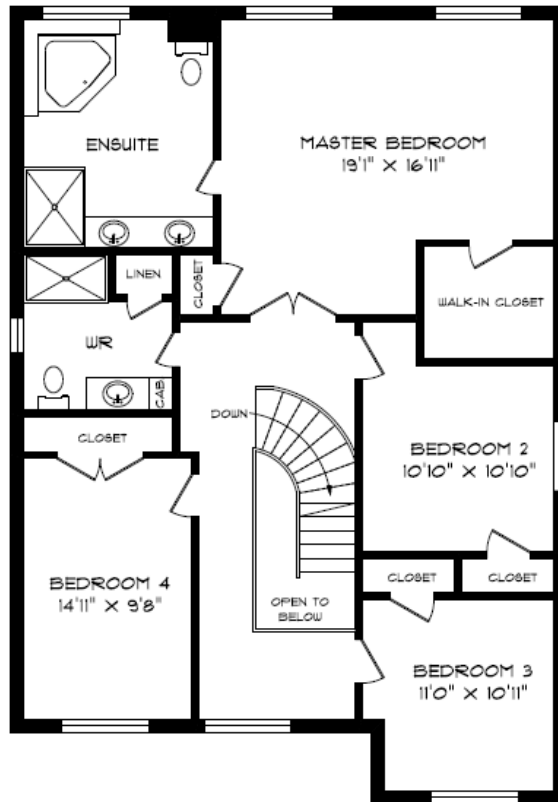 ENSUITE
MASTER BEDROOM
19'1" X 16'11"
LINEN
CLOSET
WALK-IN CLOSET
WR
CAB
CLOSET
DOWN
BEDROOM 2
10'10" X 10'10"
BEDROOM 4
14'11" X 9'8"
OPEN TO
BELOW
CLOSET
CLOSET
BEDROOM 3
11'0" X 10'11"